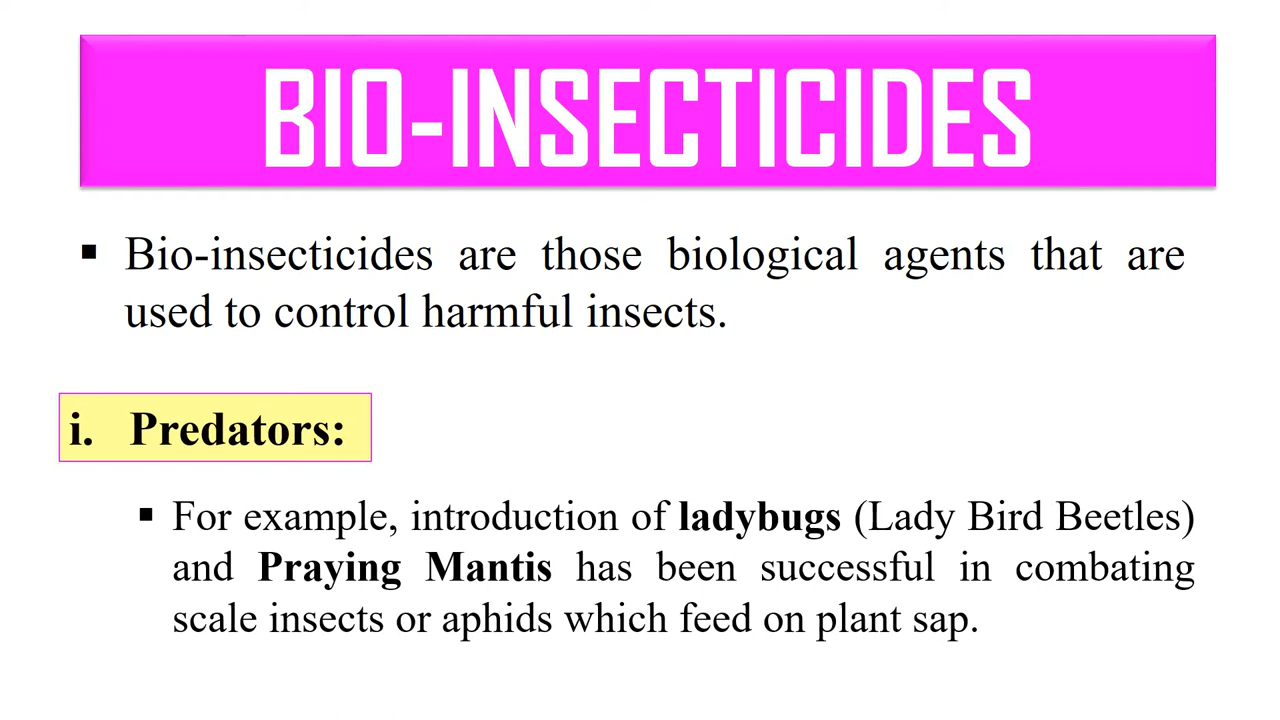 BIO-INSECTICIDES
▪ Bio-insecticides are those biological agents that are
used to control harmful insects.
i. Predators:
▪ For example, introduction of ladybugs (Lady Bird Beetles)
and Praying Mantis has been successful in combating
scale insects or aphids which feed on plant sap.